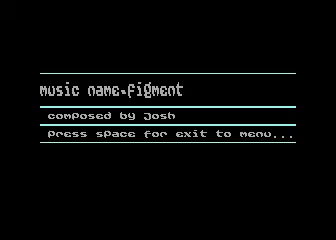 music name.figment
composed by Josh
Press space for exit to menu...